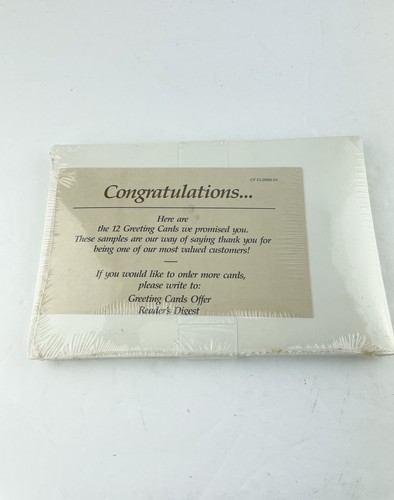 Congratulations...
Here are
the 12 Greeting Cards we promised you.
These samples are our way of saying thank you for
being one of our most valued customers!
If you would like to order more cards,
please write to:
Greeting Cards Offer
Reader's Digest